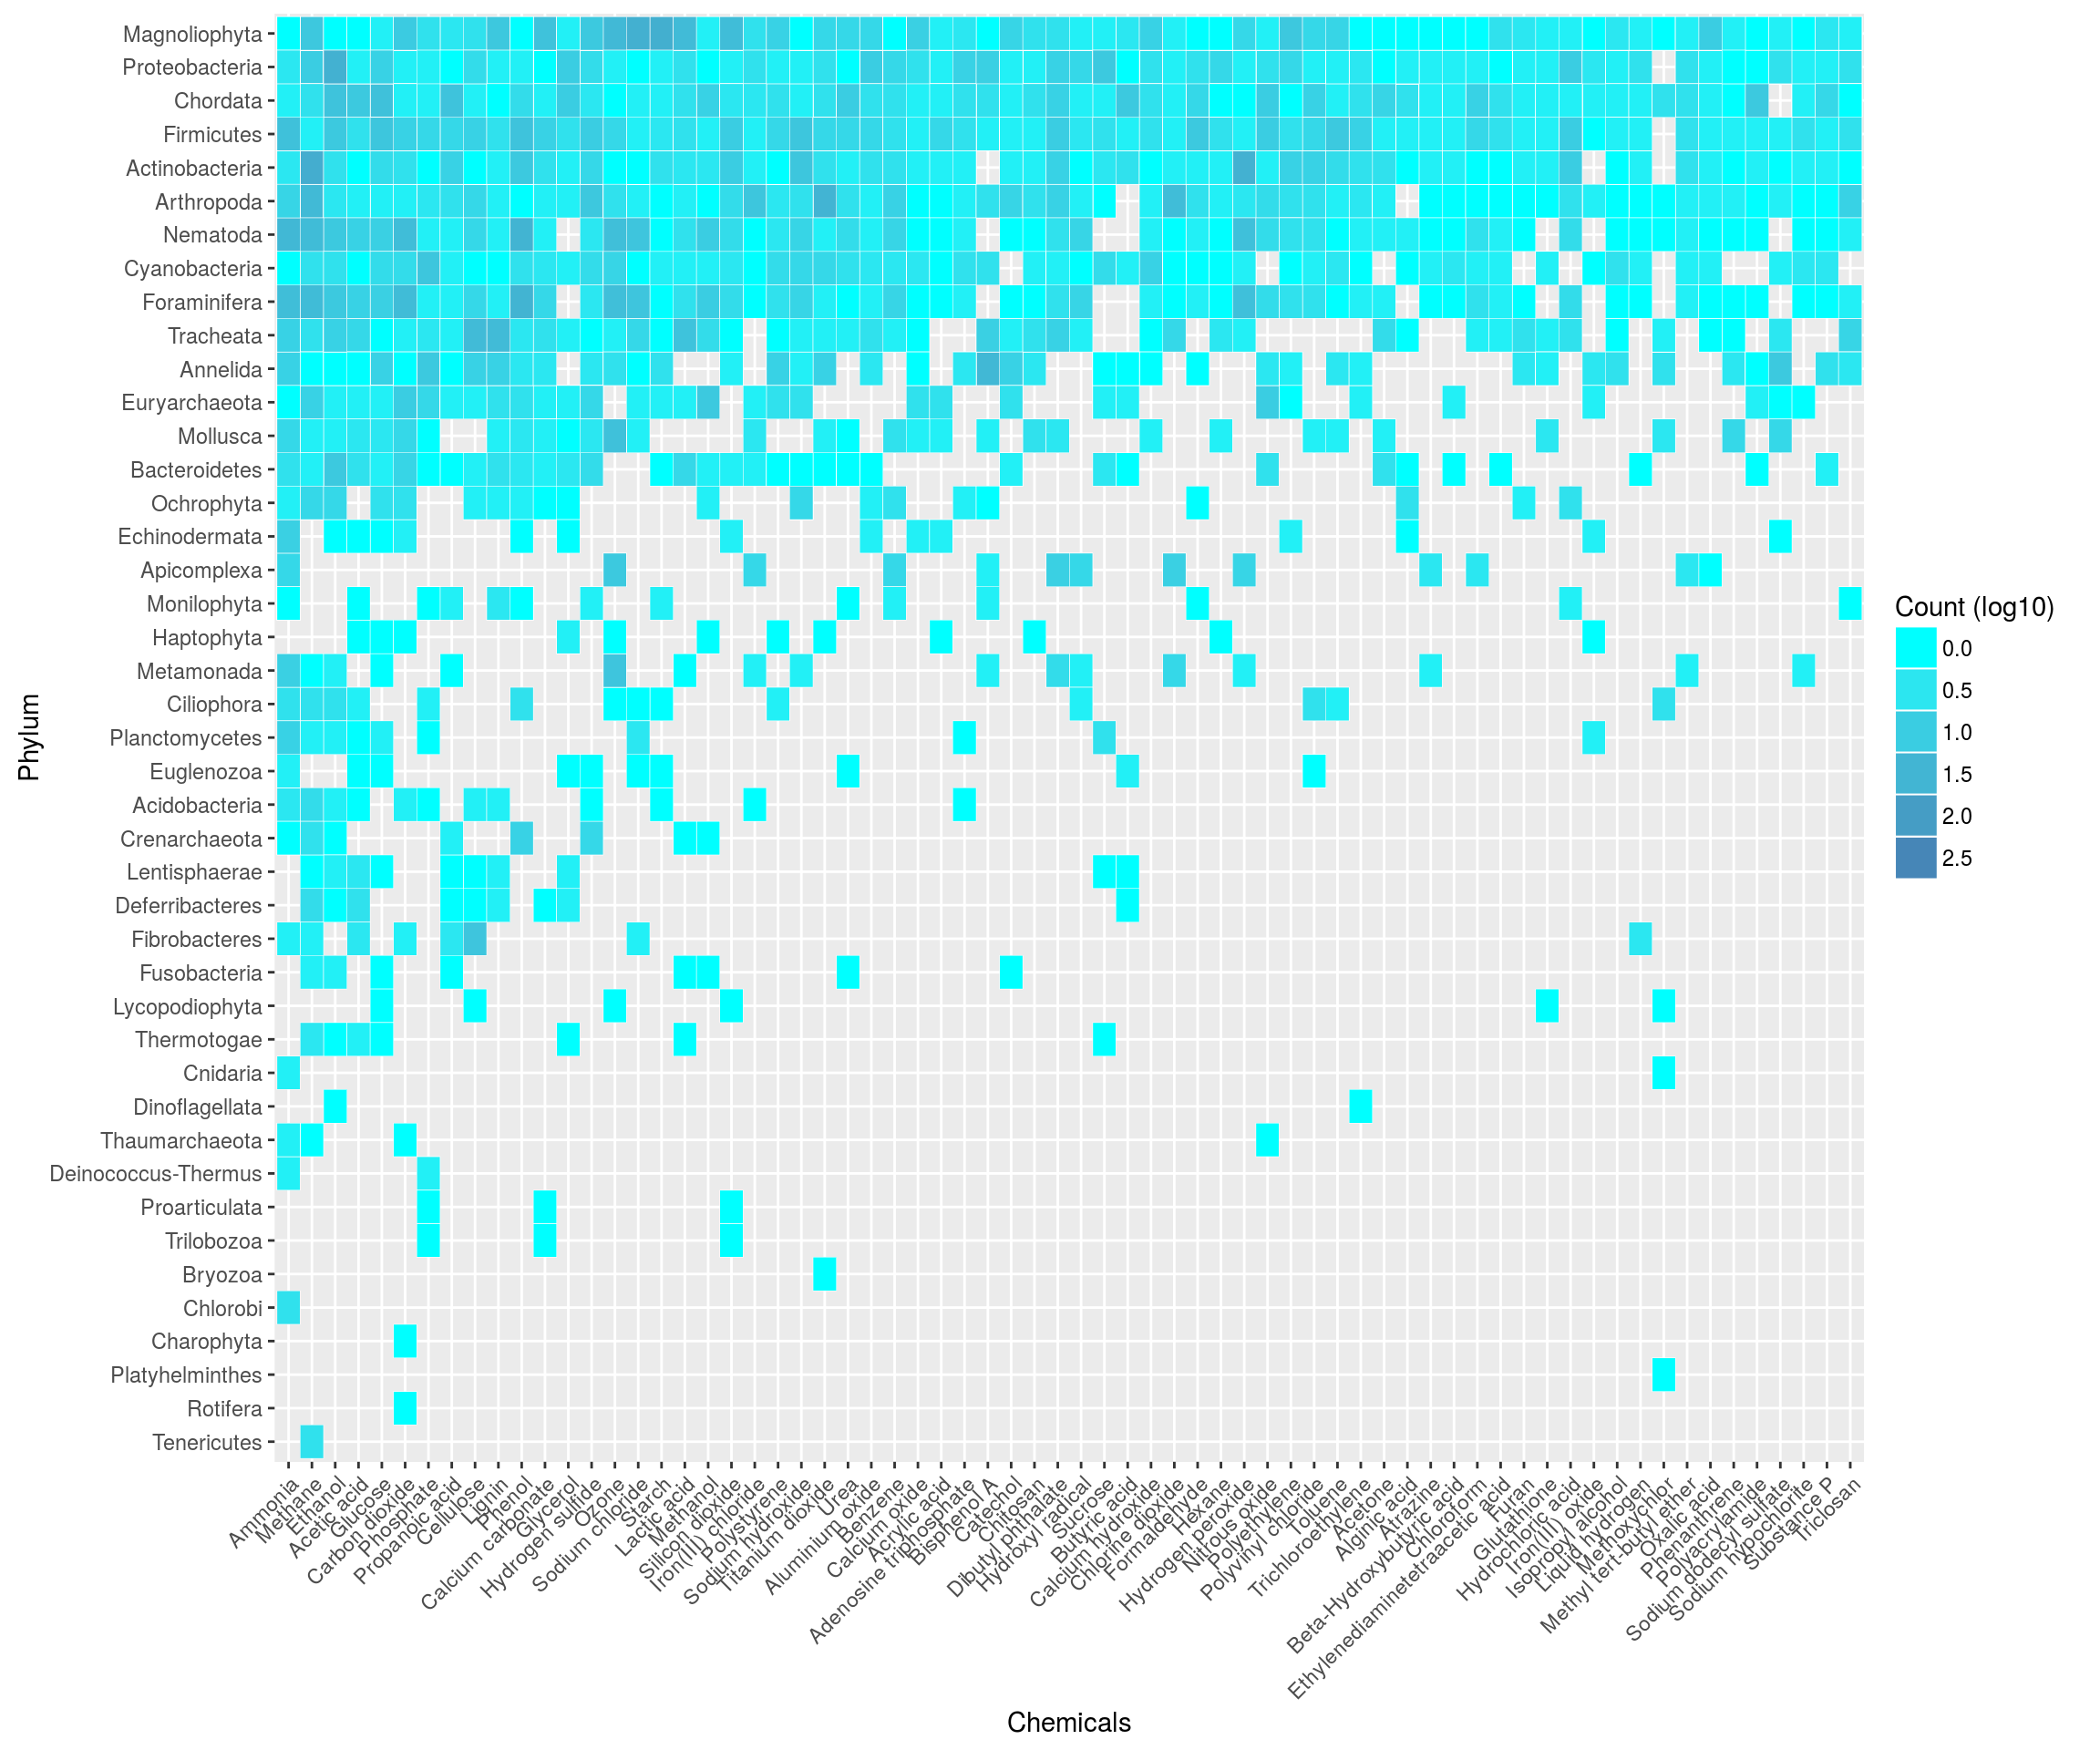 Magnoliophyta
Proteobacteria
Chordata
Firmicutes
Actinobacteria
Arthropoda
Nematoda
Cyanobacteria
Foraminifera
Tracheata
Annelida
Euryarchaeota
Mollusca
Bacteroidetes
Ochrophyta
Echinodermata
Apicomplexa
Monilophyta
Haptophyta
Metamonada
Ciliophora
Planctomycetes
Euglenozoa
Acidobacteria
Crenarchaeota
Lentisphaerae
Deferribacteres
Fibrobacteres
Fusobacteria
Lycopodiophyta
Thermotogae
Cnidaria
Dinoflagellata
Thaumarchaeota
Deinococcus-Thermus
Proarticulata
Trilobozoa
Bryozoa
Chlorobi
Charophyta
Platyhelminthes
Rotifera
Tenericutes
Phylum
Ammonia
Methane
Ethanol
Acetic acid
Glucose
Carbon dioxide
Phosphate
Propanoic acid
Cellulose
Lignin
Phenol
Calcium carbonate
Glycerol
Hydrogen sulfide
Ozone
Sodium chloride
Starch
Lactic acid
Methanol
Silicon dioxide
Iron(II) chloride
Polystyrene
Sodium hydroxide
Titanium dioxide
Urea
Aluminium oxide
Benzene
Calcium oxide
Acrylic acid
Adenosine triphosphate
Bisphenol A
Catechol
Chitosan
Dibutyl phthalate
Hydroxyl radical
Sucrose
Butyric acid
Calcium hydroxide
Chlorine dioxide
Formaldehyde
Hexane
Hydrogen peroxide
Nitrous oxide
Polyethylene
Polyvinyl chloride
Toluene
Trichloroethylene
Acetone
Alginic acid
Atrazine
Beta-Hydroxybutyric acid
Chloroform
Ethylenediaminetetraacetic acid
Furan
Glutathione
Hydrochloric acid
Iron(III) oxide
Isopropyl alcohol
Liquid hydrogen
Methoxychlor
Methyl tert-butyl ether
Oxalic acid
Phenanthrene
Polyacrylamide
Sodium dodecyl sulfate
Sodium hypochlorite
Substance P
Triclosan
Chemicals
Count (log10)
0.0
0.5
1.0
1.5
2.0
2.5